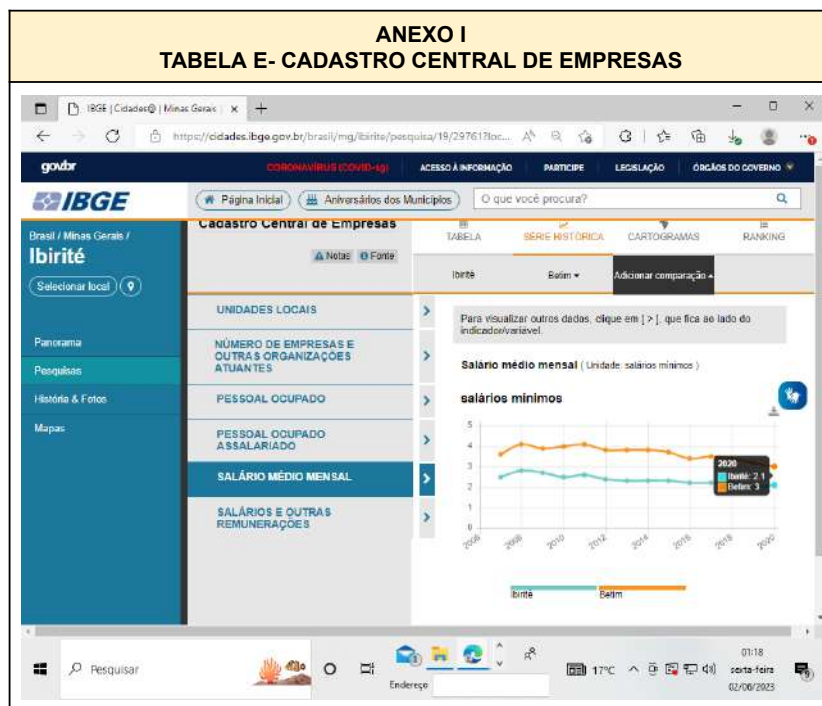 ANEXO I
TABELA E- CADASTRO CENTRAL DE EMPRESAS
IBGE | Cidades@ | Minas Gerais |
https://cidades.ibge.gov.br/brasil/mg/ibirite/pesquisa/19/29761?loc...
govbr
CORONAVÍRUS (COVID-19)
ACESSO À INFORMAÇÃO
PARTICIPE
LEGISLAÇÃO
ÓRGÃOS DO GOVERNO
IBGE
Página Inicial
Aniversários dos Municípios
O que você procura?
Brasil / Minas Gerais /
Ibirité
Selecionar local
Panorama
Pesquisas
História & Fotos
Mapas
Cadastro Central de Empresas
Notas
Fonte
TABELA
SÉRIE HISTÓRICA
CARTOGRAMAS
RANKING
Ibirité
Betim
Adicionar comparação
UNIDADES LOCAIS
NÚMERO DE EMPRESAS E
OUTRAS ORGANIZAÇÕES
ATUANTES
PESSOAL OCUPADO
PESSOAL OCUPADO
ASSALARIADO
SALÁRIO MÉDIO MENSAL
SALÁRIOS E OUTRAS
REMUNERAÇÕES
Para visualizar outros dados, clique em [ > ], que fica ao lado do
indicador/variável.
Salário médio mensal ( Unidade: salários mínimos )
salários mínimos
5
4
3
2
1
0
2006
2008
2010
2012
2014
2016
2018
2020
2020
Ibirité: 2.1
Betim: 3
Ibirité
Betim
Pesquisar
Endereço
17°C
01:18
sexta-feira
02/06/2023